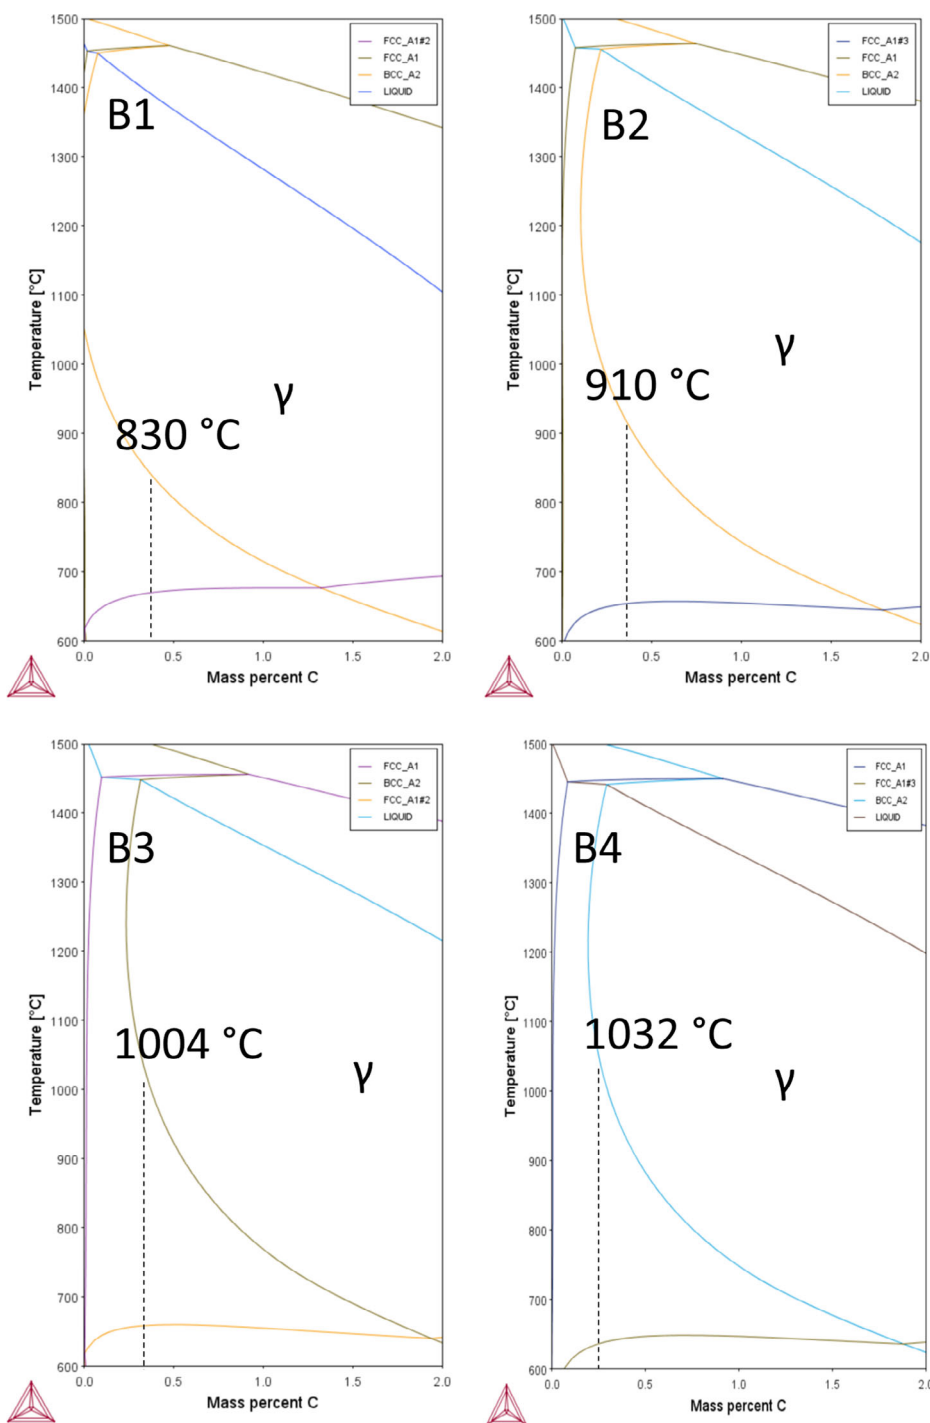 1500
1400
1300
1200
1100
1000
900
800
700
600
Temperature [°C]
0.0 0.5 1.0 1.5 2.0
Mass percent C
FCC_A1#2
FCC_A1
BCC_A2
LIQUID
B1
γ
830 °C
1500
1400
1300
1200
1100
1000
900
800
700
600
Temperature [°C]
0.0 0.5 1.0 1.5 2.0
Mass percent C
FCC_A1#3
FCC_A1
BCC_A2
LIQUID
B2
γ
910 °C
1500
1400
1300
1200
1100
1000
900
800
700
600
Temperature [°C]
0.0 0.5 1.0 1.5 2.0
Mass percent C
FCC_A1
BCC_A2
FCC_A1#2
LIQUID
B3
1004 °C
γ
1500
1400
1300
1200
1100
1000
900
800
700
600
Temperature [°C]
0.0 0.5 1.0 1.5 2.0
Mass percent C
FCC_A1
FCC_A1#3
BCC_A2
LIQUID
B4
1032 °C
γ